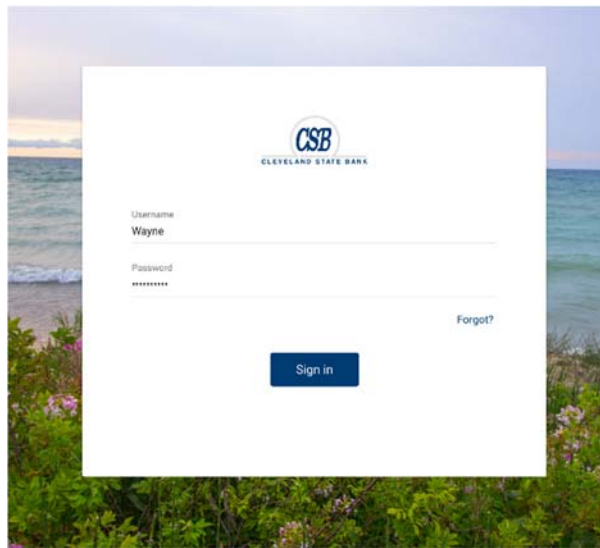 CSB
CLEVELAND STATE BANK
Username
Wayne
Password
••••••••••
Forgot?
Sign in